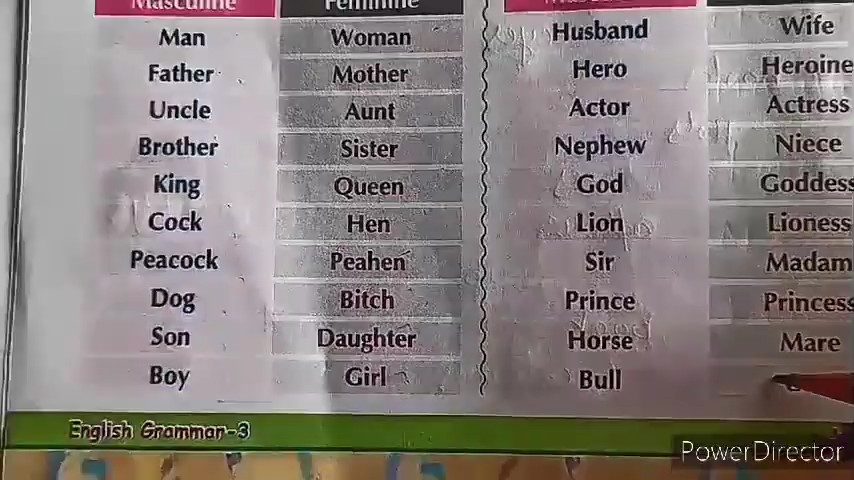 Masculine Feminine
Man Woman Husband Wife
Father Mother Hero Heroine
Uncle Aunt Actor Actress
Brother Sister Nephew Niece
King Queen God Goddess
Cock Hen Lion Lioness
Peacock Peahen Sir Madam
Dog Bitch Prince Princess
Son Daughter Horse Mare
Boy Girl Bull
English Grammar-3
PowerDirector